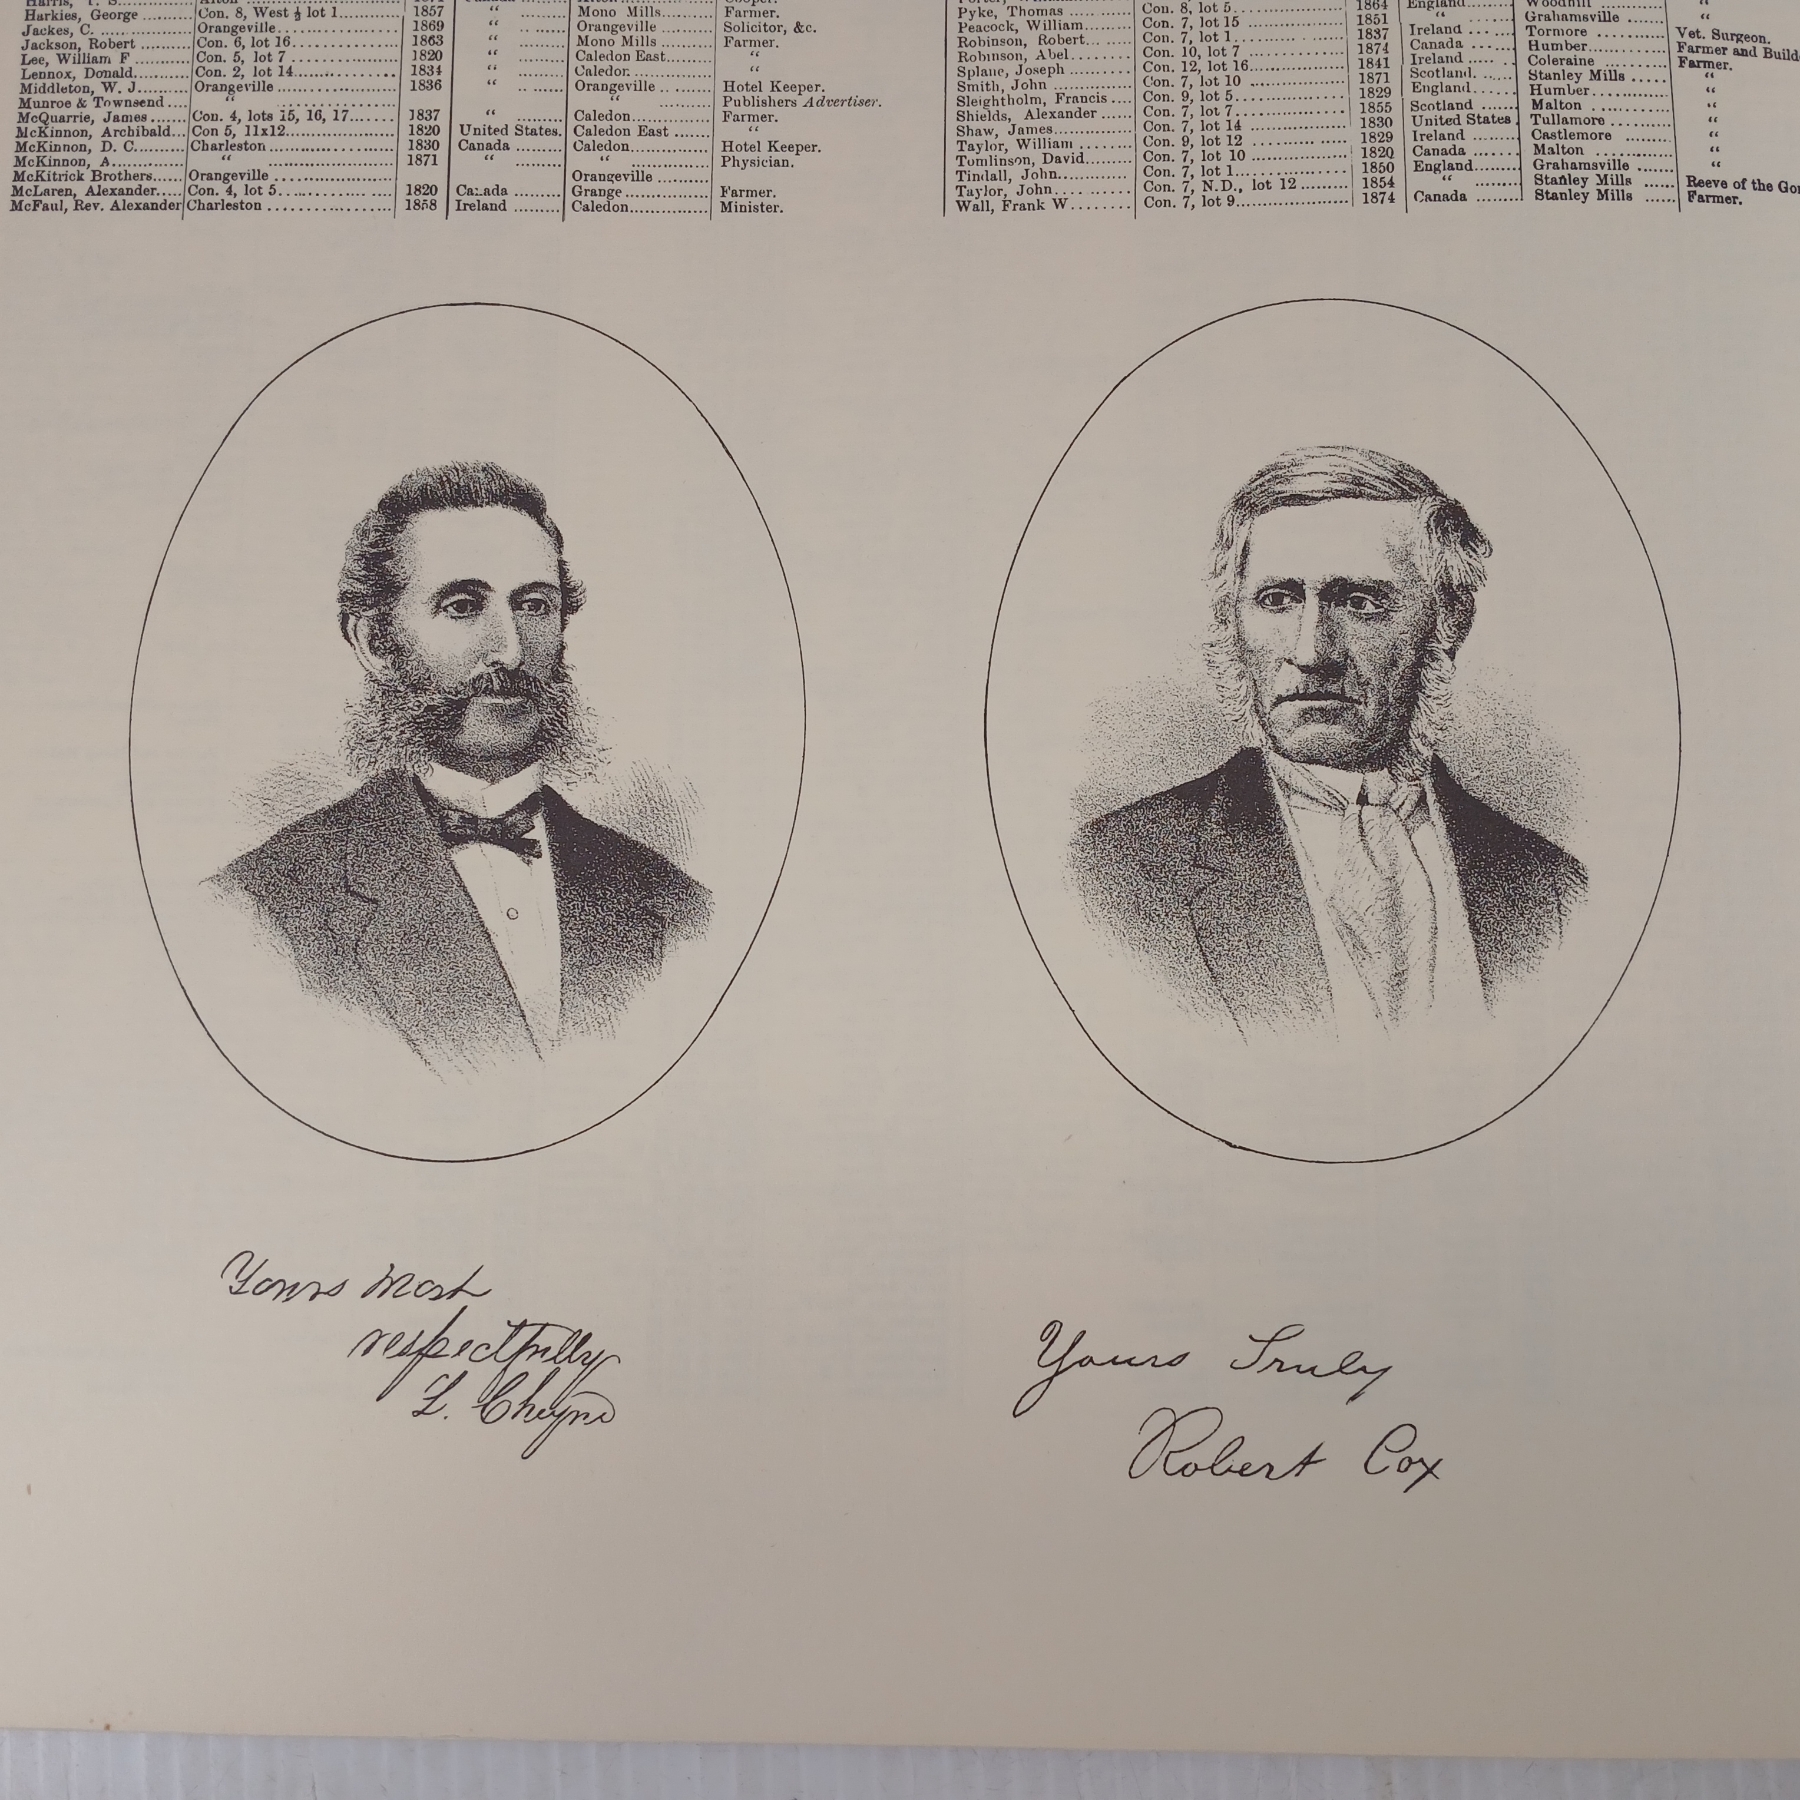 Harkies, George Con. 8, West ½ lot 1 1857 “ Mono Mills Farmer.
Jackes, C. Orangeville 1869 “ Orangeville Solicitor, &c.
Jackson, Robert Con. 6, lot 16 1863 “ Mono Mills Farmer.
Lee, William F Con. 5, lot 7 1820 “ Caledon East “
Lennox, Donald Con. 2, lot 14 1834 “ Caledon “
Middleton, W. J. Orangeville 1836 “ Orangeville Hotel Keeper.
Munroe & Townsend “ “ Publishers Advertiser.
McQuarrie, James Con. 4, lots 15, 16, 17 1837 “ Caledon Farmer.
McKinnon, Archibald Con 5, 11x12 1820 United States. Caledon East “
McKinnon, D. C. Charleston 1830 Canada Caledon Hotel Keeper.
McKinnon, A. “ 1871 “ “ Physician.
McKitrick Brothers Orangeville Orangeville
McLaren, Alexander Con. 4, lot 5 1820 Canada Grange Farmer.
McFaul, Rev. Alexander Charleston 1858 Ireland Caledon Minister.
Pyke, Thomas Con. 8, lot 5 1864 England Woodhill “
Peacock, William Con. 7, lot 15 1851 “ Grahamsville “
Robinson, Robert Con. 7, lot 1 1837 Ireland Tormore Vet. Surgeon.
Robinson, Abel Con. 10, lot 7 1874 Canada Humber Farmer and Build
Splane, Joseph Con. 12, lot 16 1841 Ireland Coleraine Farmer.
Smith, John Con. 7, lot 10 1871 Scotland Stanley Mills “
Sleightholm, Francis Con. 9, lot 5 1829 England Humber “
Shields, Alexander Con. 7, lot 7 1855 Scotland Malton “
Shaw, James Con. 7, lot 14 1830 United States Tullamore “
Taylor, William Con. 9, lot 12 1829 Ireland Castlemore “
Tomlinson, David Con. 7, lot 10 1820 Canada Malton “
Tindall, John Con. 7, lot 1 1850 England Grahamsville “
Taylor, John Con. 7, N.D., lot 12 1854 “ Stanley Mills Reeve of the Gor
Wall, Frank W Con. 7, lot 9 1874 Canada Stanley Mills Farmer.
Yours Most
respectfully
L. Cheyne
Yours Truly
Robert Cox